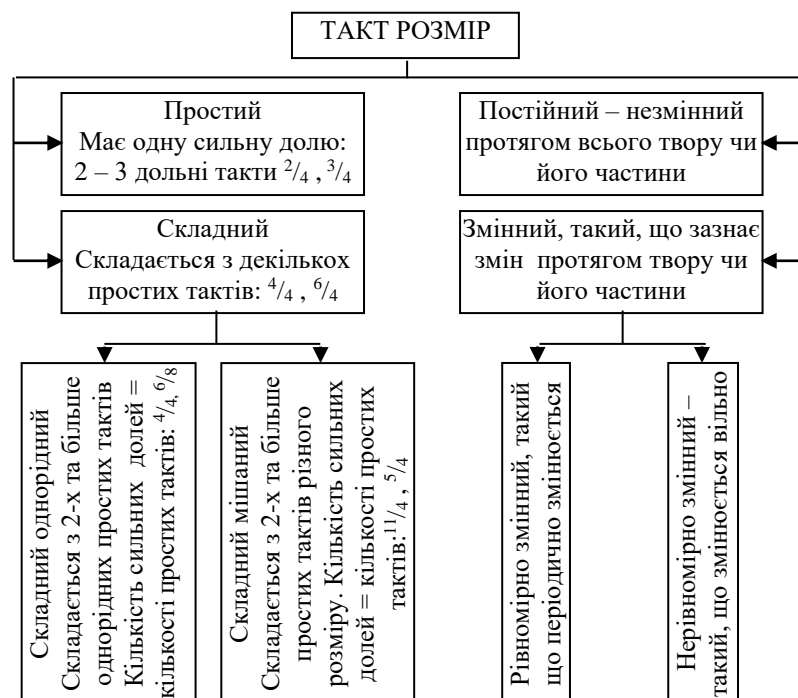 ТАКТ РОЗМІР
Простий
Має одну сильну долю:
2 – 3 дольні такти ²/₄ , ³/₄
Постійний – незмінний
протягом всього твору чи
його частини
Складний
Складається з декількох
простих тактів: ⁴/₄ , ⁶/₄
Змінний, такий, що зазнає
змін протягом твору чи
його частини
Складний однорідний
Складається з 2-х та більше
однорідних простих тактів
Кількість сильних долей =
кількості простих тактів: ⁴/₄, ⁶/₈
Складний мішаний
Складається з 2-х та більше
простих тактів різного
розміру. Кількість сильних
долей = кількості простих
тактів:¹¹/₄ , ⁵/₄
Рівномірно змінний, такий
що періодично змінюється
Нерівномірно змінний –
такий, що змінюється вільно